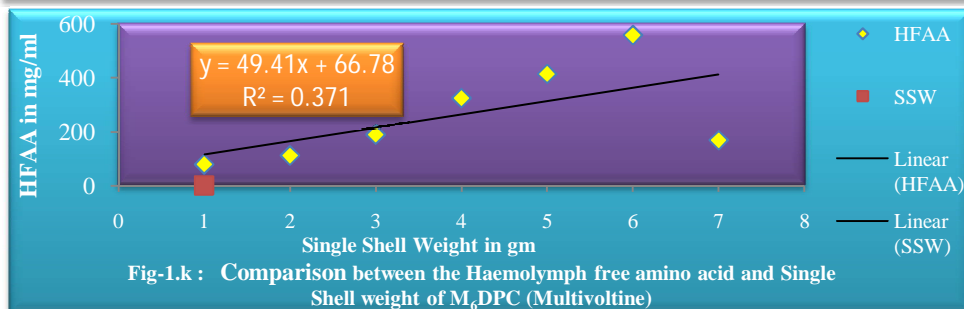 600
400
200
0
HFAA in mg/ml
y = 49.41x + 66.78
R² = 0.371
0 1 2 3 4 5 6 7 8
Single Shell Weight in gm
HFAA
SSW
Linear
(HFAA)
Linear
(SSW)
Fig-1.k : Comparison between the Haemolymph free amino acid and Single
Shell weight of M₆DPC (Multivoltine)